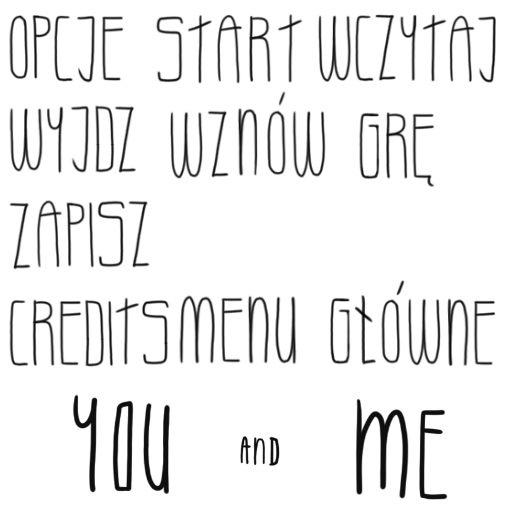 OPCJE START WCZYTAJ
WYJDZ WZNÓW GRĘ
ZAPISZ
CREDITS MENU GŁÓWNE
YOU AND ME